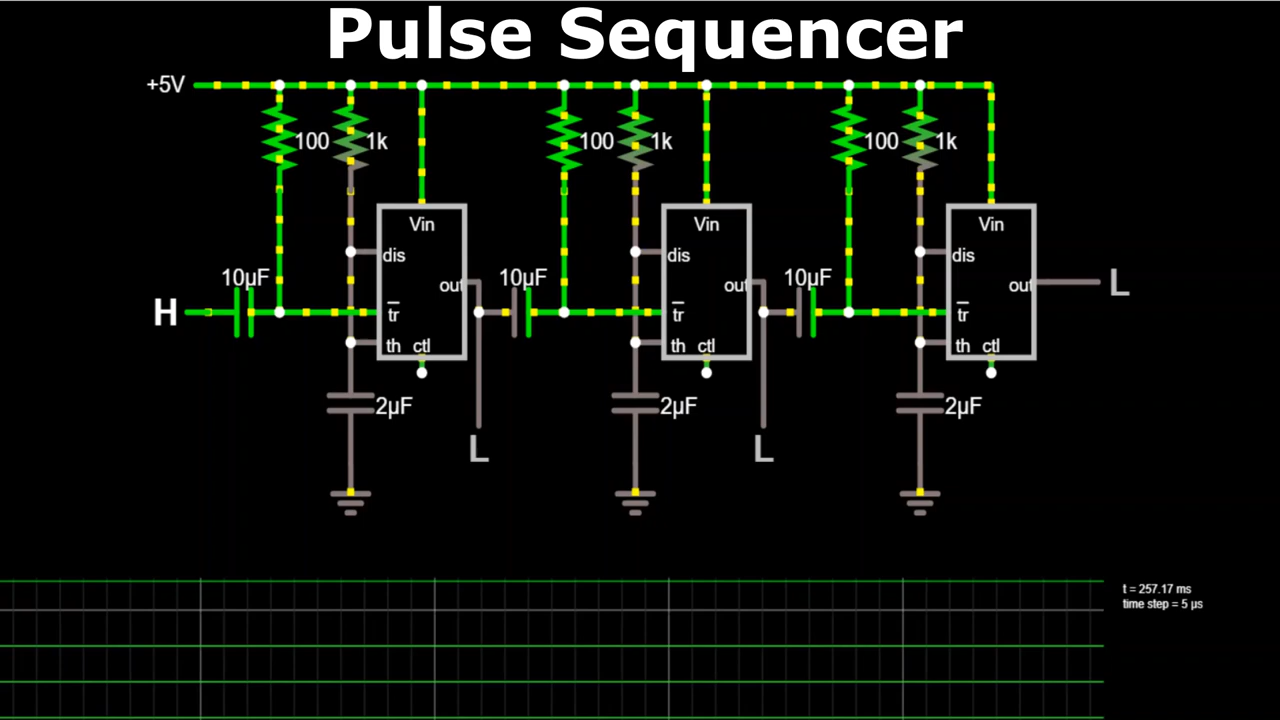 Pulse Sequencer
+5V
100 1k 100 1k 100 1k
Vin Vin Vin
dis dis dis
10µF out 10µF out 10µF out L
H tr tr tr
th ctl th ctl th ctl
2µF 2µF 2µF
L L
t = 257.17 ms
time step = 5 µs